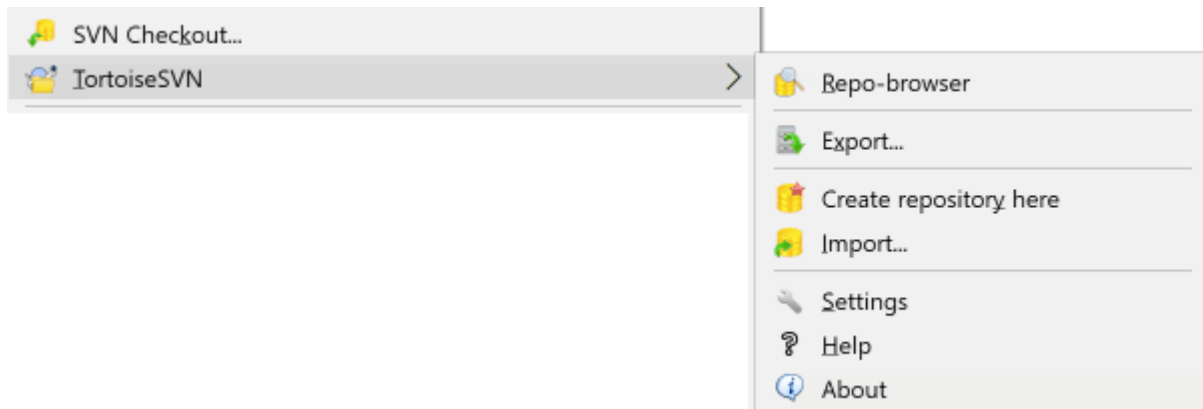 SVN Checkout...
TortoiseSVN
Repo-browser
Export...
Create repository here
Import...
Settings
Help
About